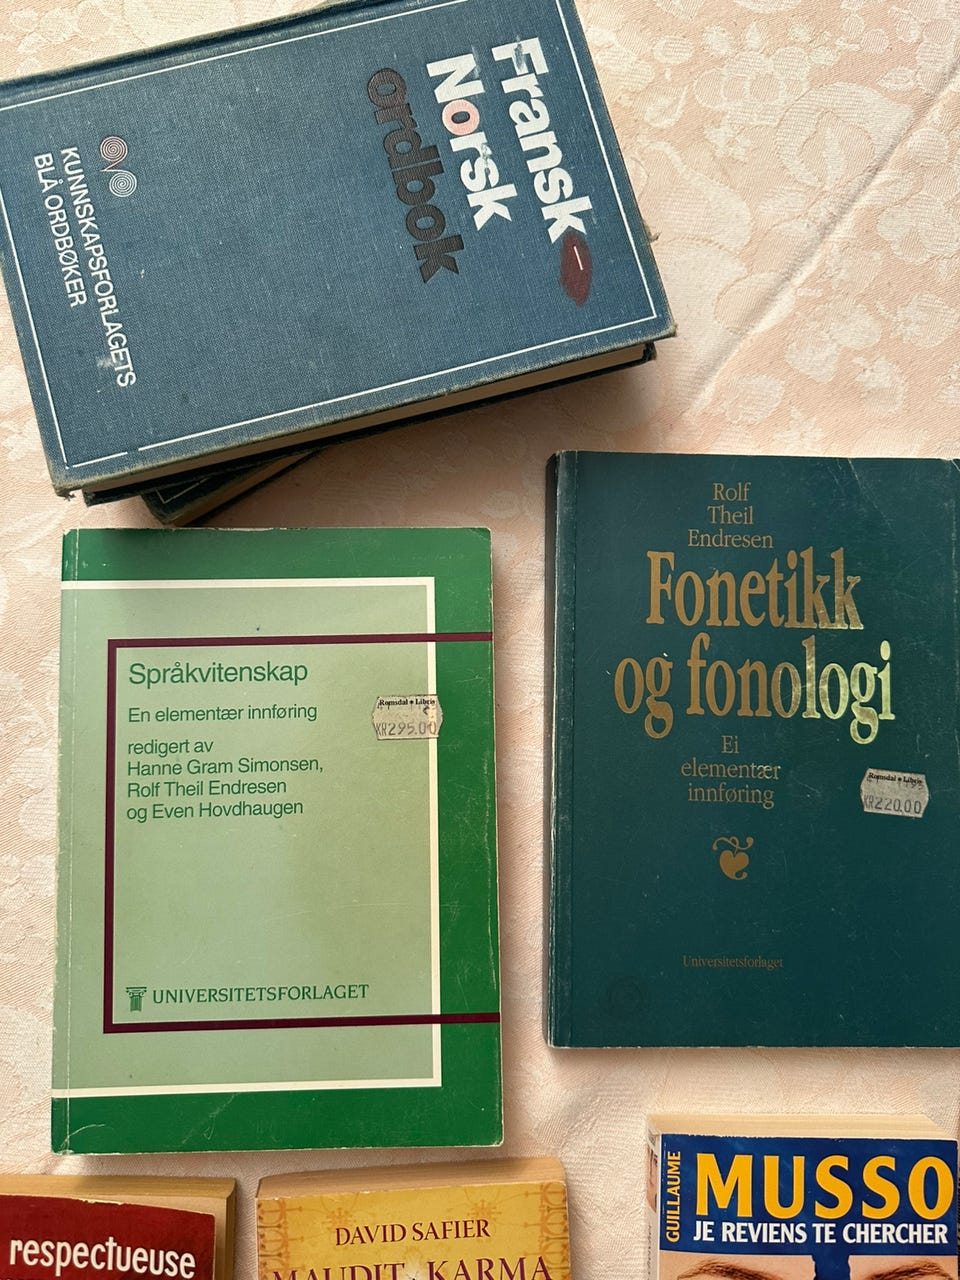 Fransk-
Norsk
ordbok
KUNNSKAPSFORLAGETS
BLÅ ORDBØKER
Rolf
Theil
Endresen
Fonetikk
og fonologi
Ei
elementær
innføring
Romsdal • Libris
KR220.00
Universitetsforlaget
Språkvitenskap
En elementær innføring
redigert av
Hanne Gram Simonsen,
Rolf Theil Endresen
og Even Hovdhaugen
Romsdal • Libris
KR295.00
UNIVERSITETSFORLAGET
respectueuse
DAVID SAFIER
MAUDIT KARMA
GUILLAUME
MUSSO
JE REVIENS TE CHERCHER